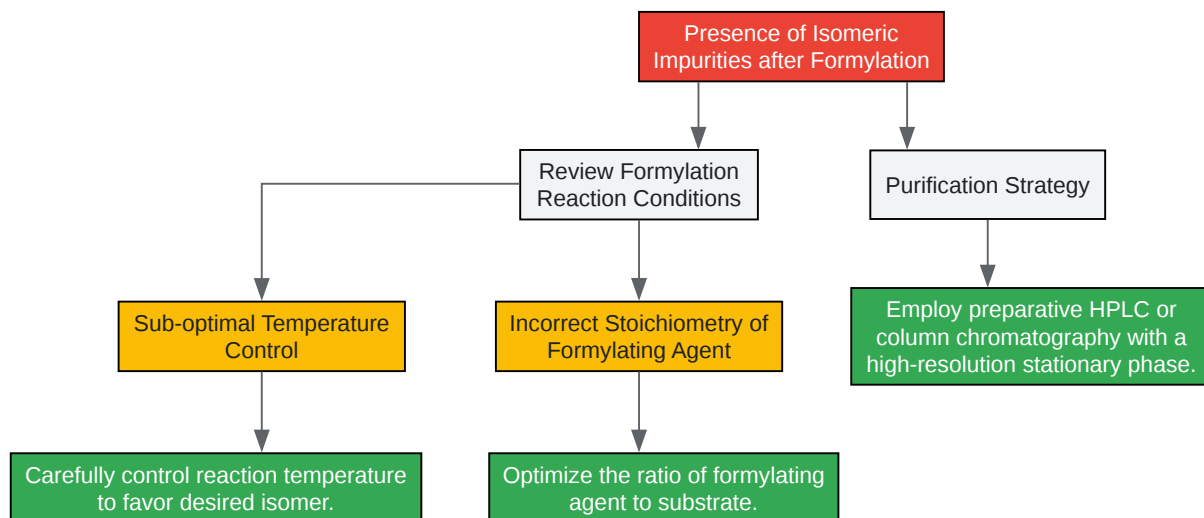 Presence of Isomeric
Impurities after Formylation
Review Formylation
Reaction Conditions
Purification Strategy
Sub-optimal Temperature
Control
Incorrect Stoichiometry of
Formylating Agent
Employ preparative HPLC or
column chromatography with a
high-resolution stationary phase.
Carefully control reaction temperature
to favor desired isomer.
Optimize the ratio of formylating
agent to substrate.